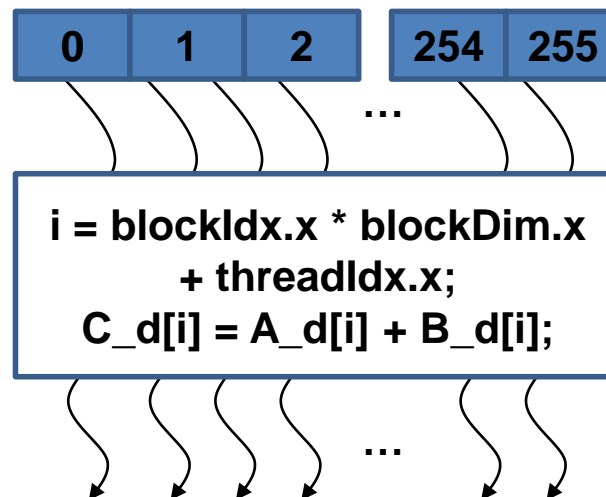 0 1 2 254 255
...
i = blockIdx.x * blockDim.x
+ threadIdx.x;
C_d[i] = A_d[i] + B_d[i];
...